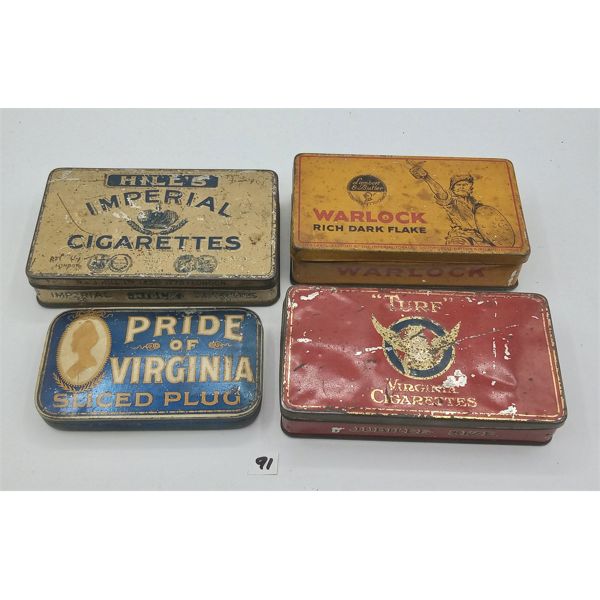 HILL'S
IMPERIAL
CIGARETTES
IMPERIAL
Lambert
& Butler
WARLOCK
RICH DARK FLAKE
WARLOCK
PRIDE
OF
VIRGINIA
SLICED PLUG
"TURF"
VIRGINIA
CIGARETTES
91